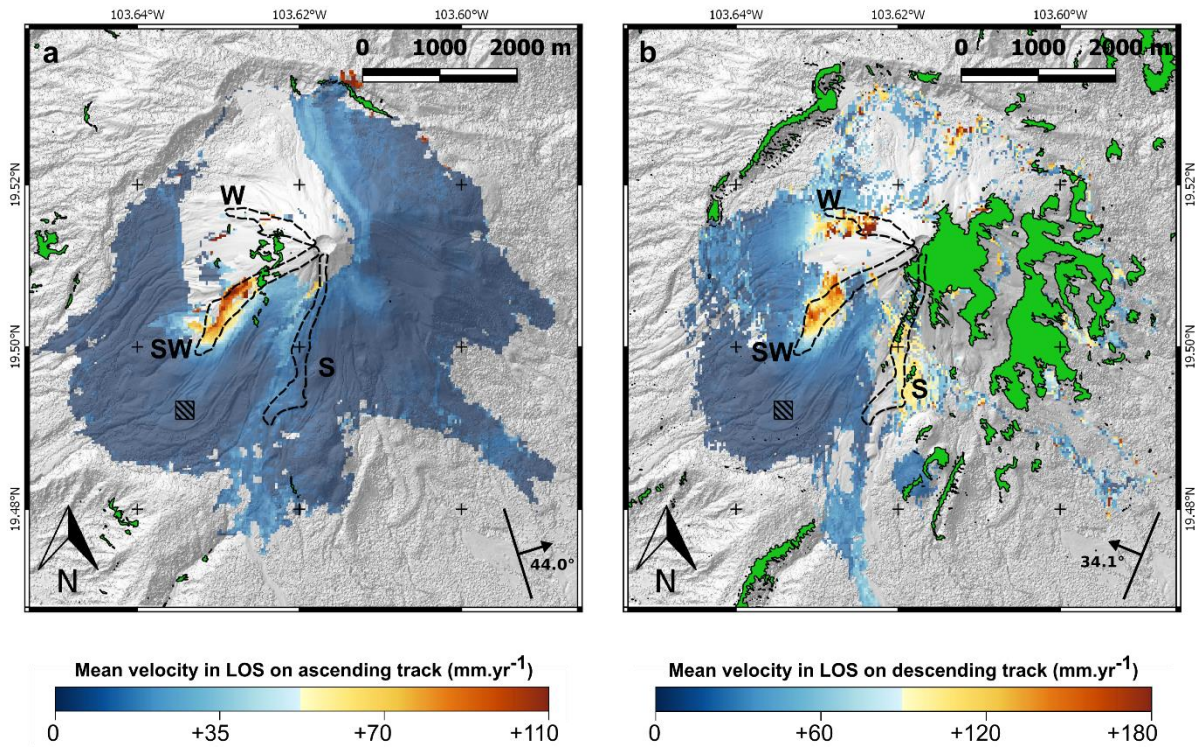 103.64°W 103.62°W 103.60°W
103.64°W 103.62°W 103.60°W
a
0 1000 2000 m
b
0 1000 2000 m
19.52°N
19.50°N
19.48°N
W
SW
S
N
44.0°
W
SW
S
N
34.1°
19.52°N
19.50°N
19.48°N
Mean velocity in LOS on ascending track (mm.yr-1)
0 +35 +70 +110
Mean velocity in LOS on descending track (mm.yr-1)
0 +60 +120 +180